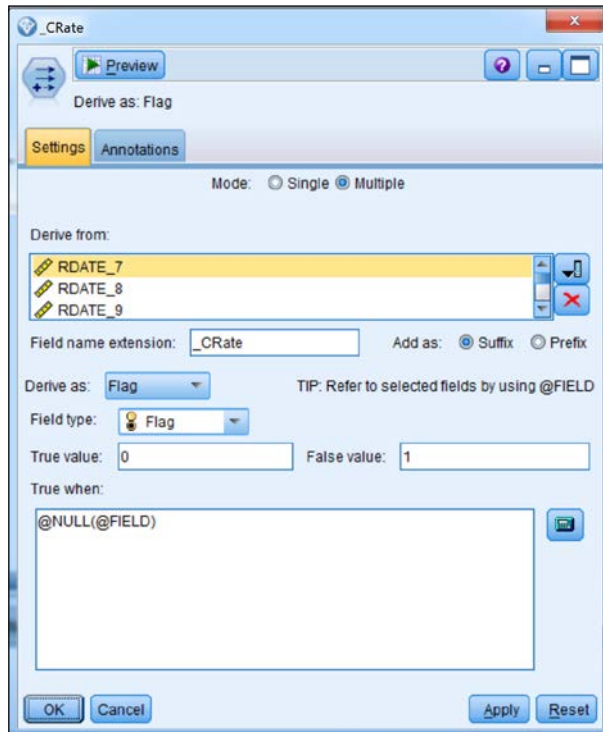 _CRate
Preview
Derive as: Flag
Settings Annotations
Mode: Single Multiple
Derive from:
RDATE_7
RDATE_8
RDATE_9
Field name extension: _CRate Add as: Suffix Prefix
Derive as: Flag TIP: Refer to selected fields by using @FIELD
Field type: Flag
True value: 0 False value: 1
True when:
@NULL(@FIELD)
OK Cancel Apply Reset